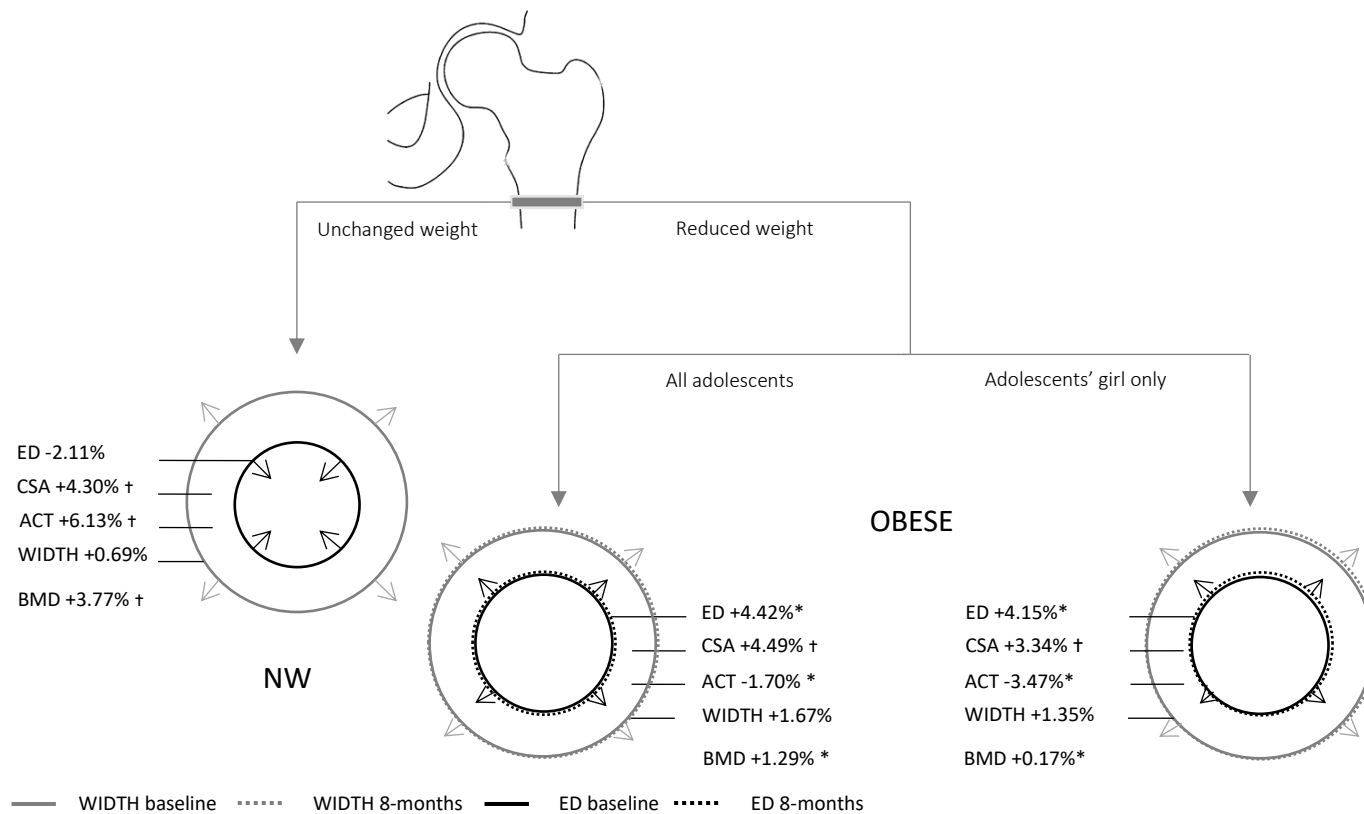 Unchanged weight
Reduced weight
All adolescents
Adolescents' girl only
ED -2.11%
CSA +4.30% †
ACT +6.13% †
WIDTH +0.69%
BMD +3.77% †
NW
OBESE
ED +4.42%*
CSA +4.49% †
ACT -1.70% *
WIDTH +1.67%
BMD +1.29% *
ED +4.15%*
CSA +3.34% †
ACT -3.47%*
WIDTH +1.35%
BMD +0.17%*
WIDTH baseline WIDTH 8-months ED baseline ED 8-months